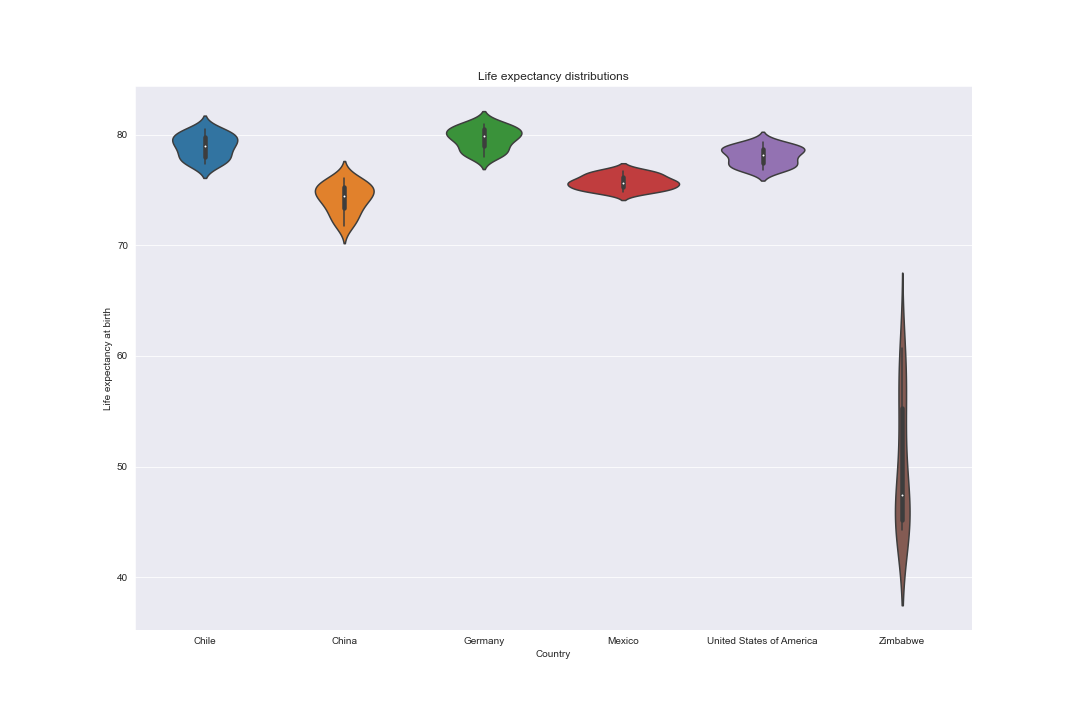 Life expectancy distributions
Life expectancy at birth
80
70
60
50
40
Chile China Germany Mexico United States of America Zimbabwe
Country